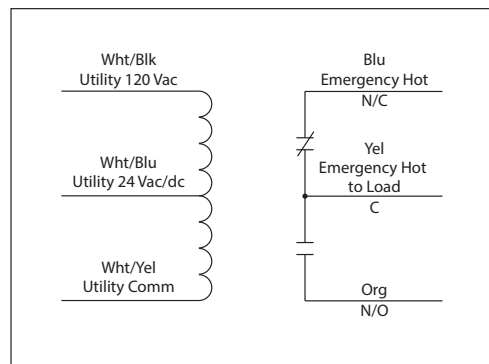 Wht/Blk
Utility 120 Vac
Wht/Blu
Utility 24 Vac/dc
Wht/Yel
Utility Comm
Blu
Emergency Hot
N/C
Yel
Emergency Hot
to Load
C
Org
N/O